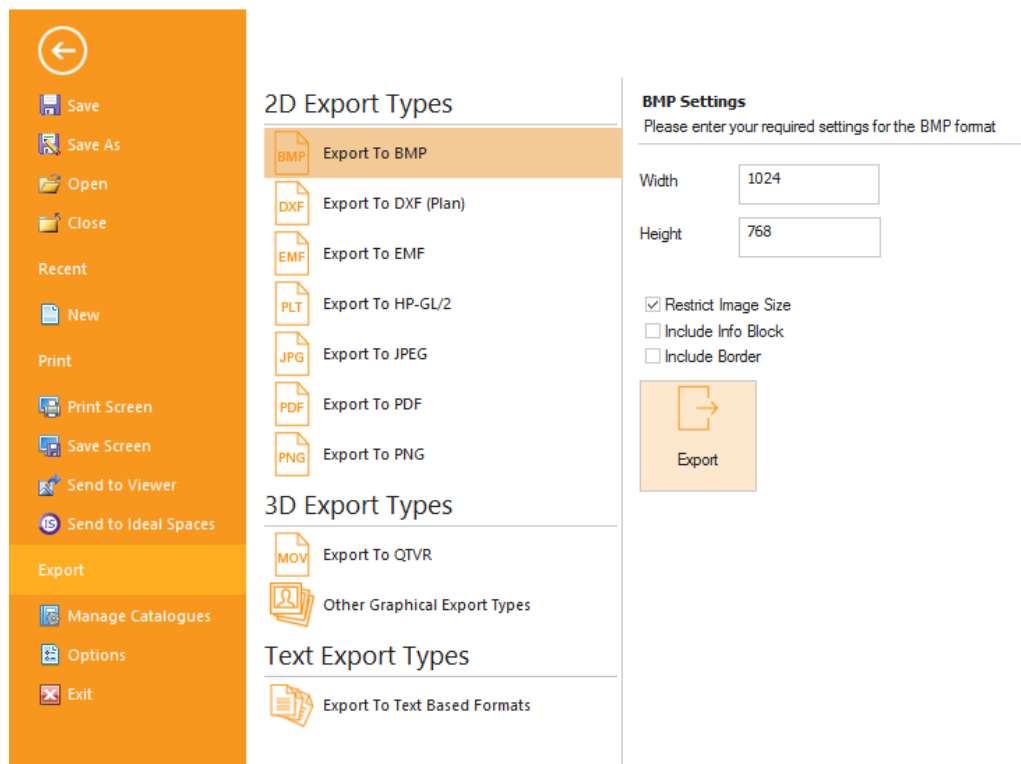 Save
Save As
Open
Close
Recent
New
Print
Print Screen
Save Screen
Send to Viewer
IS Send to Ideal Spaces
Export
Manage Catalogues
Options
Exit
2D Export Types
BMP Export To BMP
DXF Export To DXF (Plan)
EMF Export To EMF
PLT Export To HP-GL/2
JPG Export To JPEG
PDF Export To PDF
PNG Export To PNG
3D Export Types
MOV Export To QTVR
Other Graphical Export Types
Text Export Types
Export To Text Based Formats
BMP Settings
Please enter your required settings for the BMP format
Width 1024
Height 768
Restrict Image Size
Include Info Block
Include Border
Export